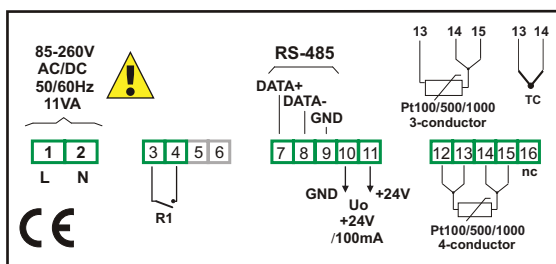 85-260V
AC/DC
50/60Hz
11VA
1 2
L N
3 4 5 6
R1
RS-485
DATA+
DATA-
GND
7 8 9 10 11
GND
Uo
+24V
/100mA
+24V
13 14 15
Pt100/500/1000
3-conductor
13 14
TC
12 13 14 15 16
nc
Pt100/500/1000
4-conductor
CE